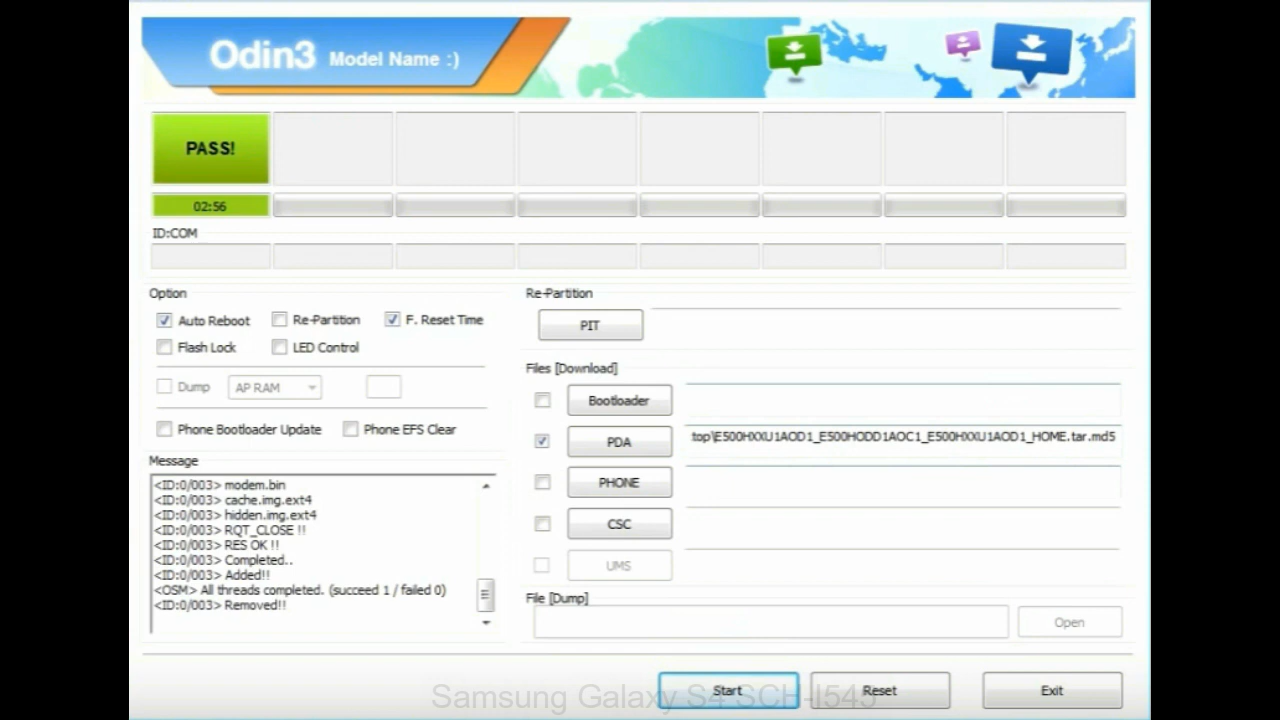 Odin3 Model Name :)
PASS!
02:56
ID:COM
Option
Auto Reboot Re-Partition F. Reset Time
Flash Lock LED Control
Dump AP RAM
Phone Bootloader Update Phone EFS Clear
Message
<ID:0/003> modem.bin
<ID:0/003> cache.img.ext4
<ID:0/003> hidden.img.ext4
<ID:0/003> RQT_CLOSE !!
<ID:0/003> RES OK !!
<ID:0/003> Completed..
<ID:0/003> Added!!
<OSM> All threads completed. (succeed 1 / failed 0)
<ID:0/003> Removed!!
Re-Partition
PIT
Files [Download]
Bootloader
PDA top\E500HXXU1AOD1_E500HODD1AOC1_E500HXXU1AOD1_HOME.tar.md5
PHONE
CSC
UMS
File [Dump]
Open
Start Reset Exit
Samsung Galaxy S4 SCH-I545